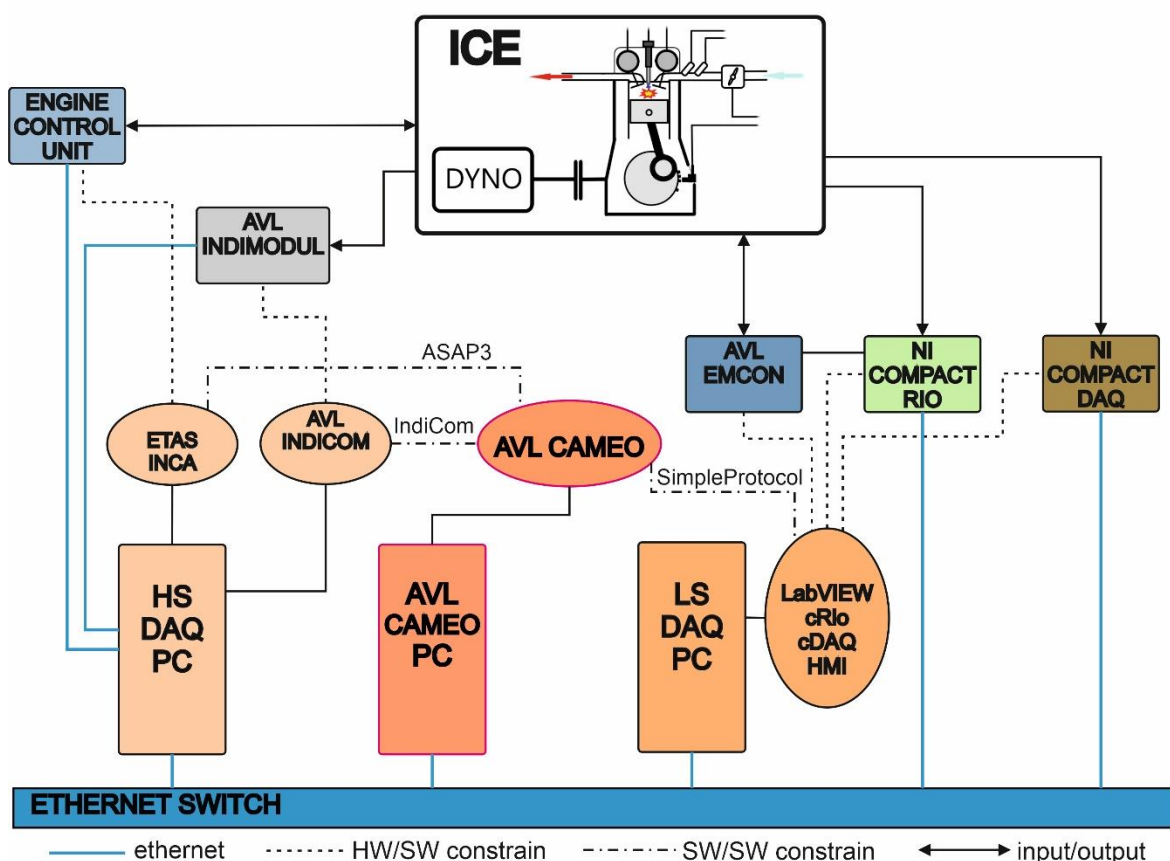 ICE
DYNO
ENGINE
CONTROL
UNIT
AVL
INDIMODUL
ASAP3
AVL
EMCON
NI
COMPACT
RIO
NI
COMPACT
DAQ
ETAS
INCA
AVL
INDICOM
IndiCom
AVL CAMEO
SimpleProtocol
HS
DAQ
PC
AVL
CAMEO
PC
LS
DAQ
PC
LabVIEW
cRIo
cDAQ
HMI
ETHERNET SWITCH
ethernet
HW/SW constrain
SW/SW constrain
input/output